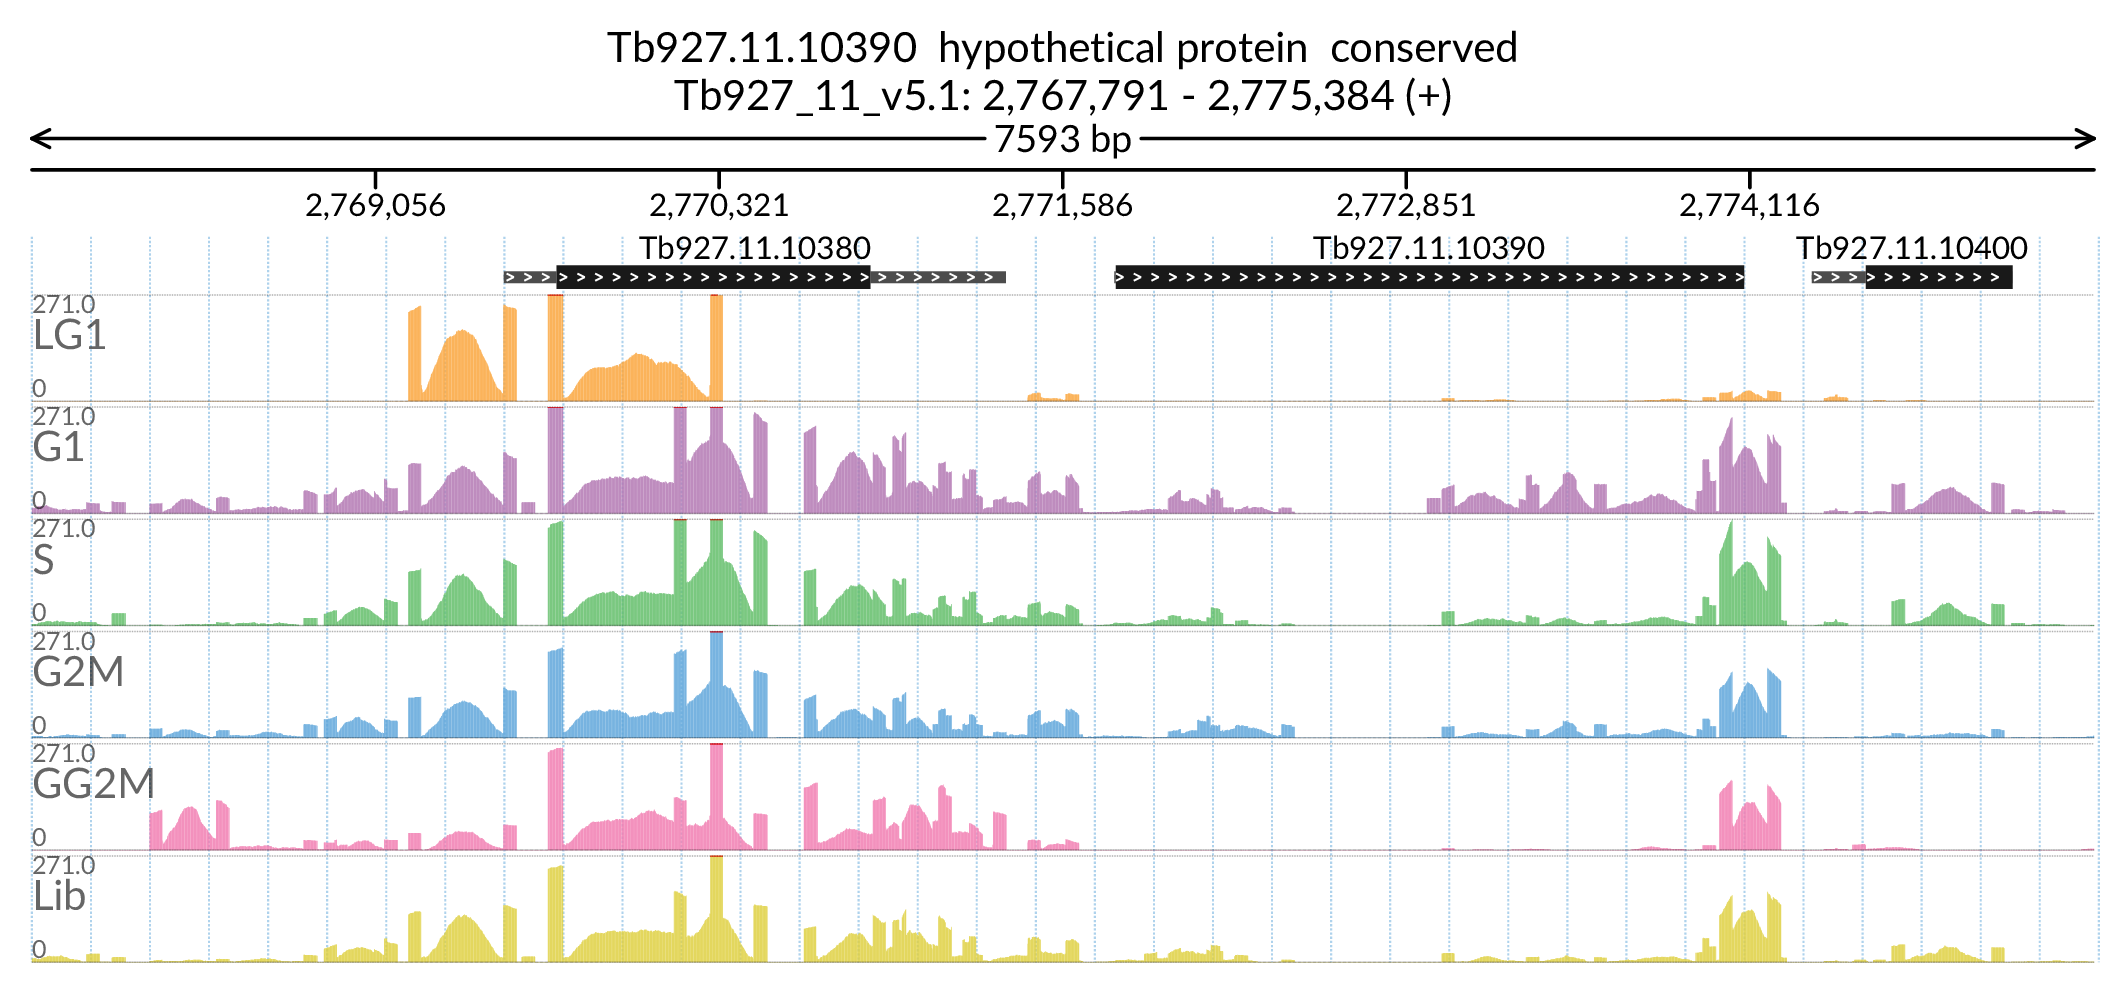 Tb927.11.10390 hypothetical protein conserved
Tb927_11_v5.1: 2,767,791 - 2,775,384 (+)
7593 bp
2,769,056 2,770,321 2,771,586 2,772,851 2,774,116
Tb927.11.10380 Tb927.11.10390 Tb927.11.10400
271.0
LG1
0
271.0
G1
0
271.0
S
0
271.0
G2M
0
271.0
GG2M
0
271.0
Lib
0